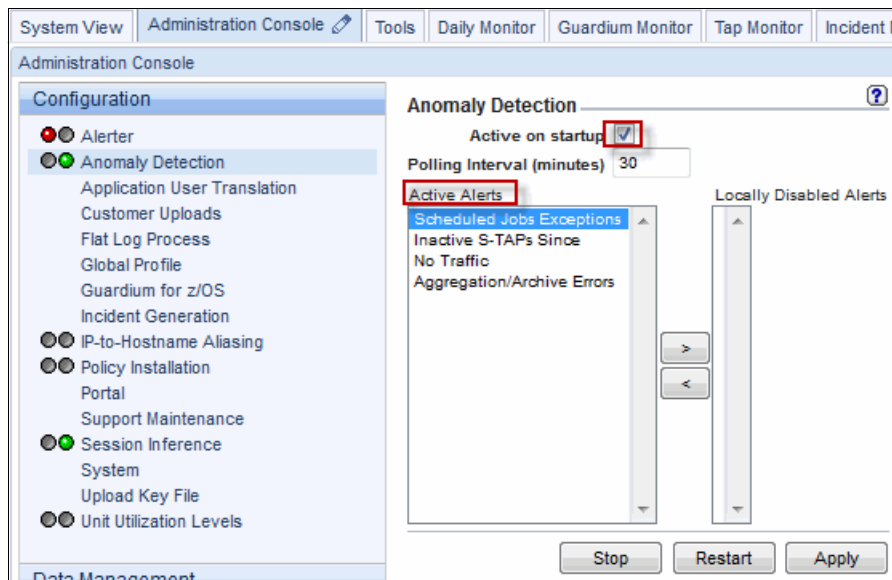 System View
Administration Console
Tools
Daily Monitor
Guardium Monitor
Tap Monitor
Incident
Administration Console
Configuration
Alerter
Anomaly Detection
Application User Translation
Customer Uploads
Flat Log Process
Global Profile
Guardium for z/OS
Incident Generation
IP-to-Hostname Aliasing
Policy Installation
Portal
Support Maintenance
Session Inference
System
Upload Key File
Unit Utilization Levels
Data Management
Anomaly Detection
?
Active on startup
Polling Interval (minutes) 30
Active Alerts
Scheduled Jobs Exceptions
Inactive S-TAPs Since
No Traffic
Aggregation/Archive Errors
>
<
Locally Disabled Alerts
Stop
Restart
Apply